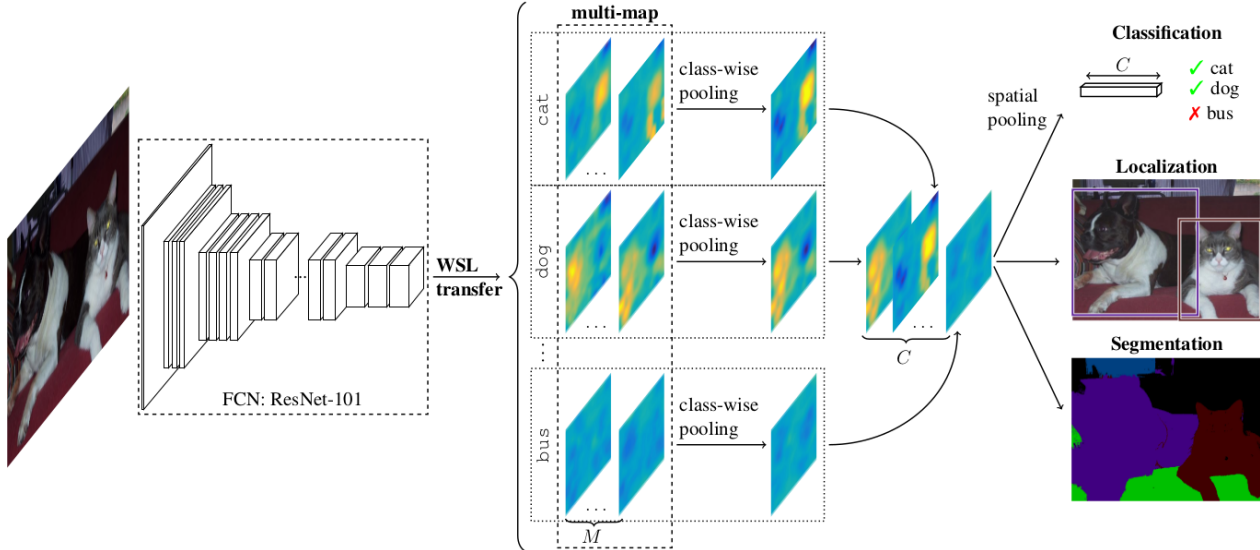 multi-map
cat
class-wise
pooling
. . .
dog
class-wise
pooling
. . .
bus
class-wise
pooling
. . .
M
...
FCN: ResNet-101
WSL
transfer
. . .
C
spatial
pooling
Classification
C
✓ cat
✓ dog
✗ bus
Localization
Segmentation